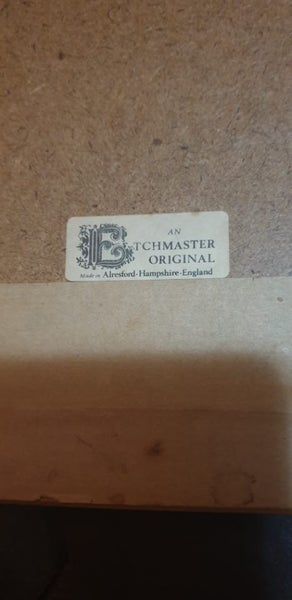 AN
ETCHMASTER
ORIGINAL
Made in Alresford-Hampshire-England